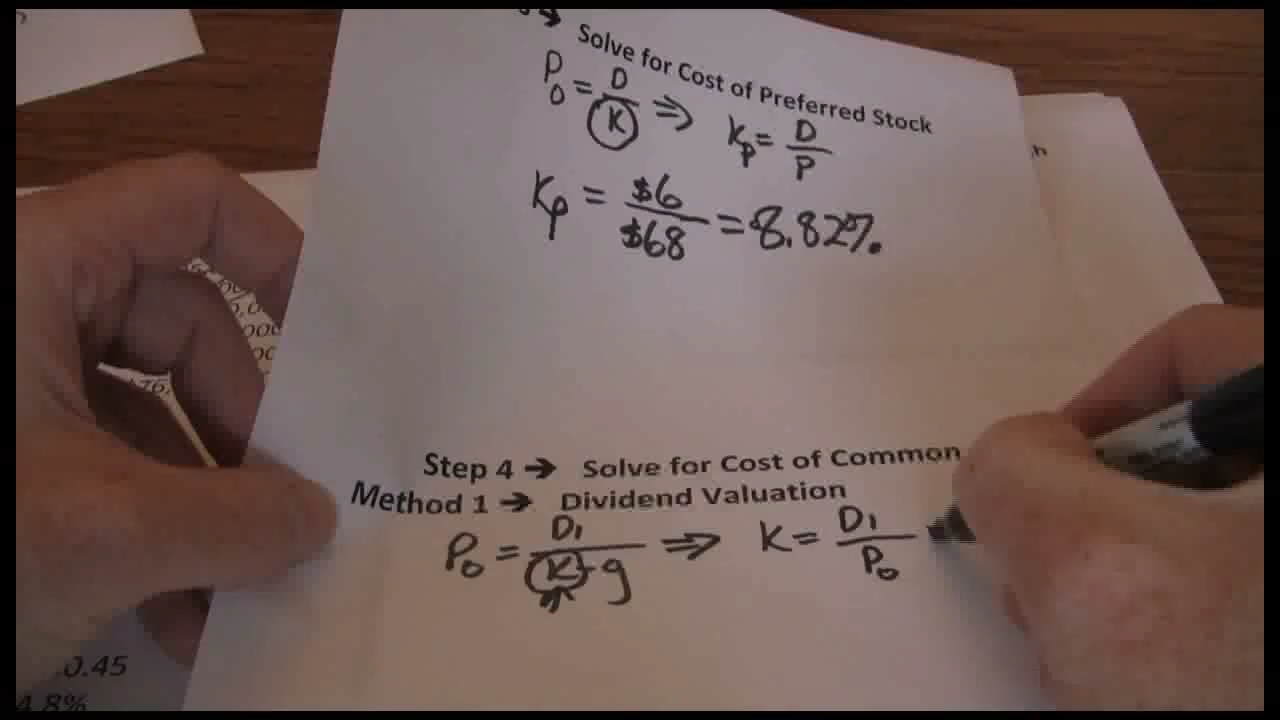 Solve for Cost of Preferred Stock
P0 = D / K ⇒ Kp = D / P
Kp = $6 / $68 = 8.82%
Step 4 → Solve for Cost of Common
Method 1 → Dividend Valuation
P0 = D1 / K - g ⇒ K = D1 / P0
0.45
4.8%